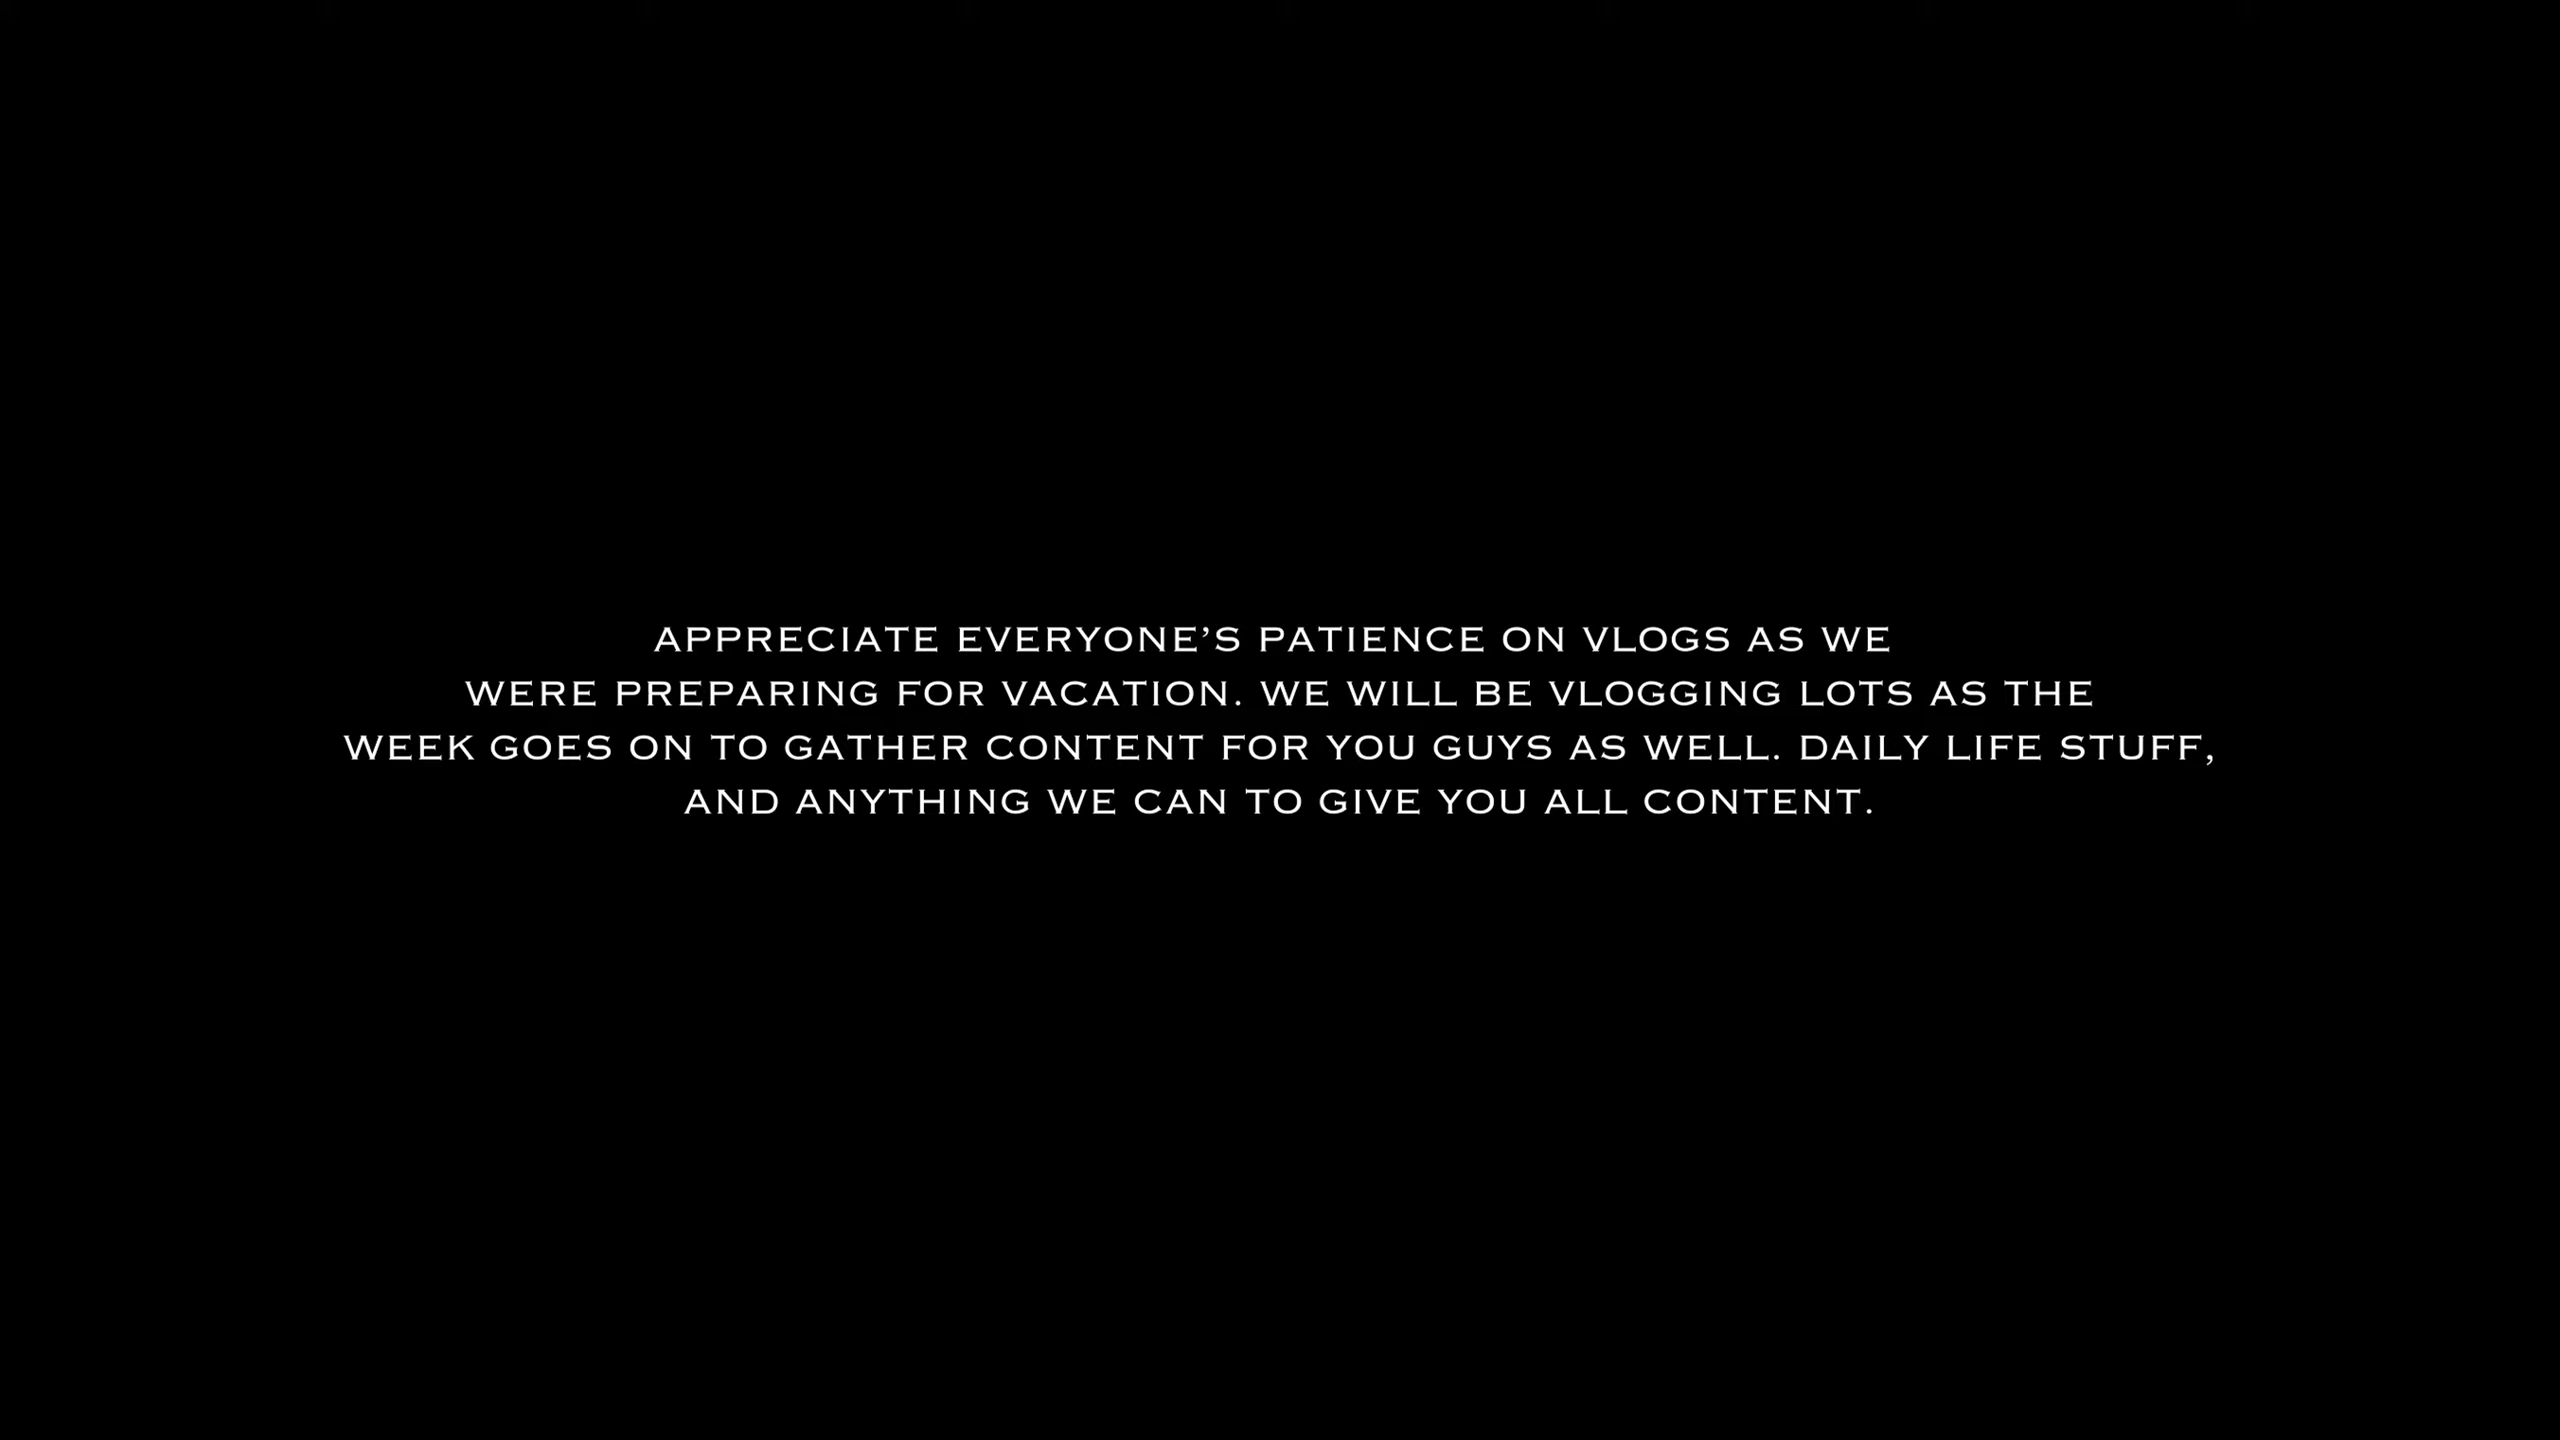 APPRECIATE EVERYONE’S PATIENCE ON VLOGS AS WE
WERE PREPARING FOR VACATION. WE WILL BE VLOGGING LOTS AS THE
WEEK GOES ON TO GATHER CONTENT FOR YOU GUYS AS WELL. DAILY LIFE STUFF,
AND ANYTHING WE CAN TO GIVE YOU ALL CONTENT.